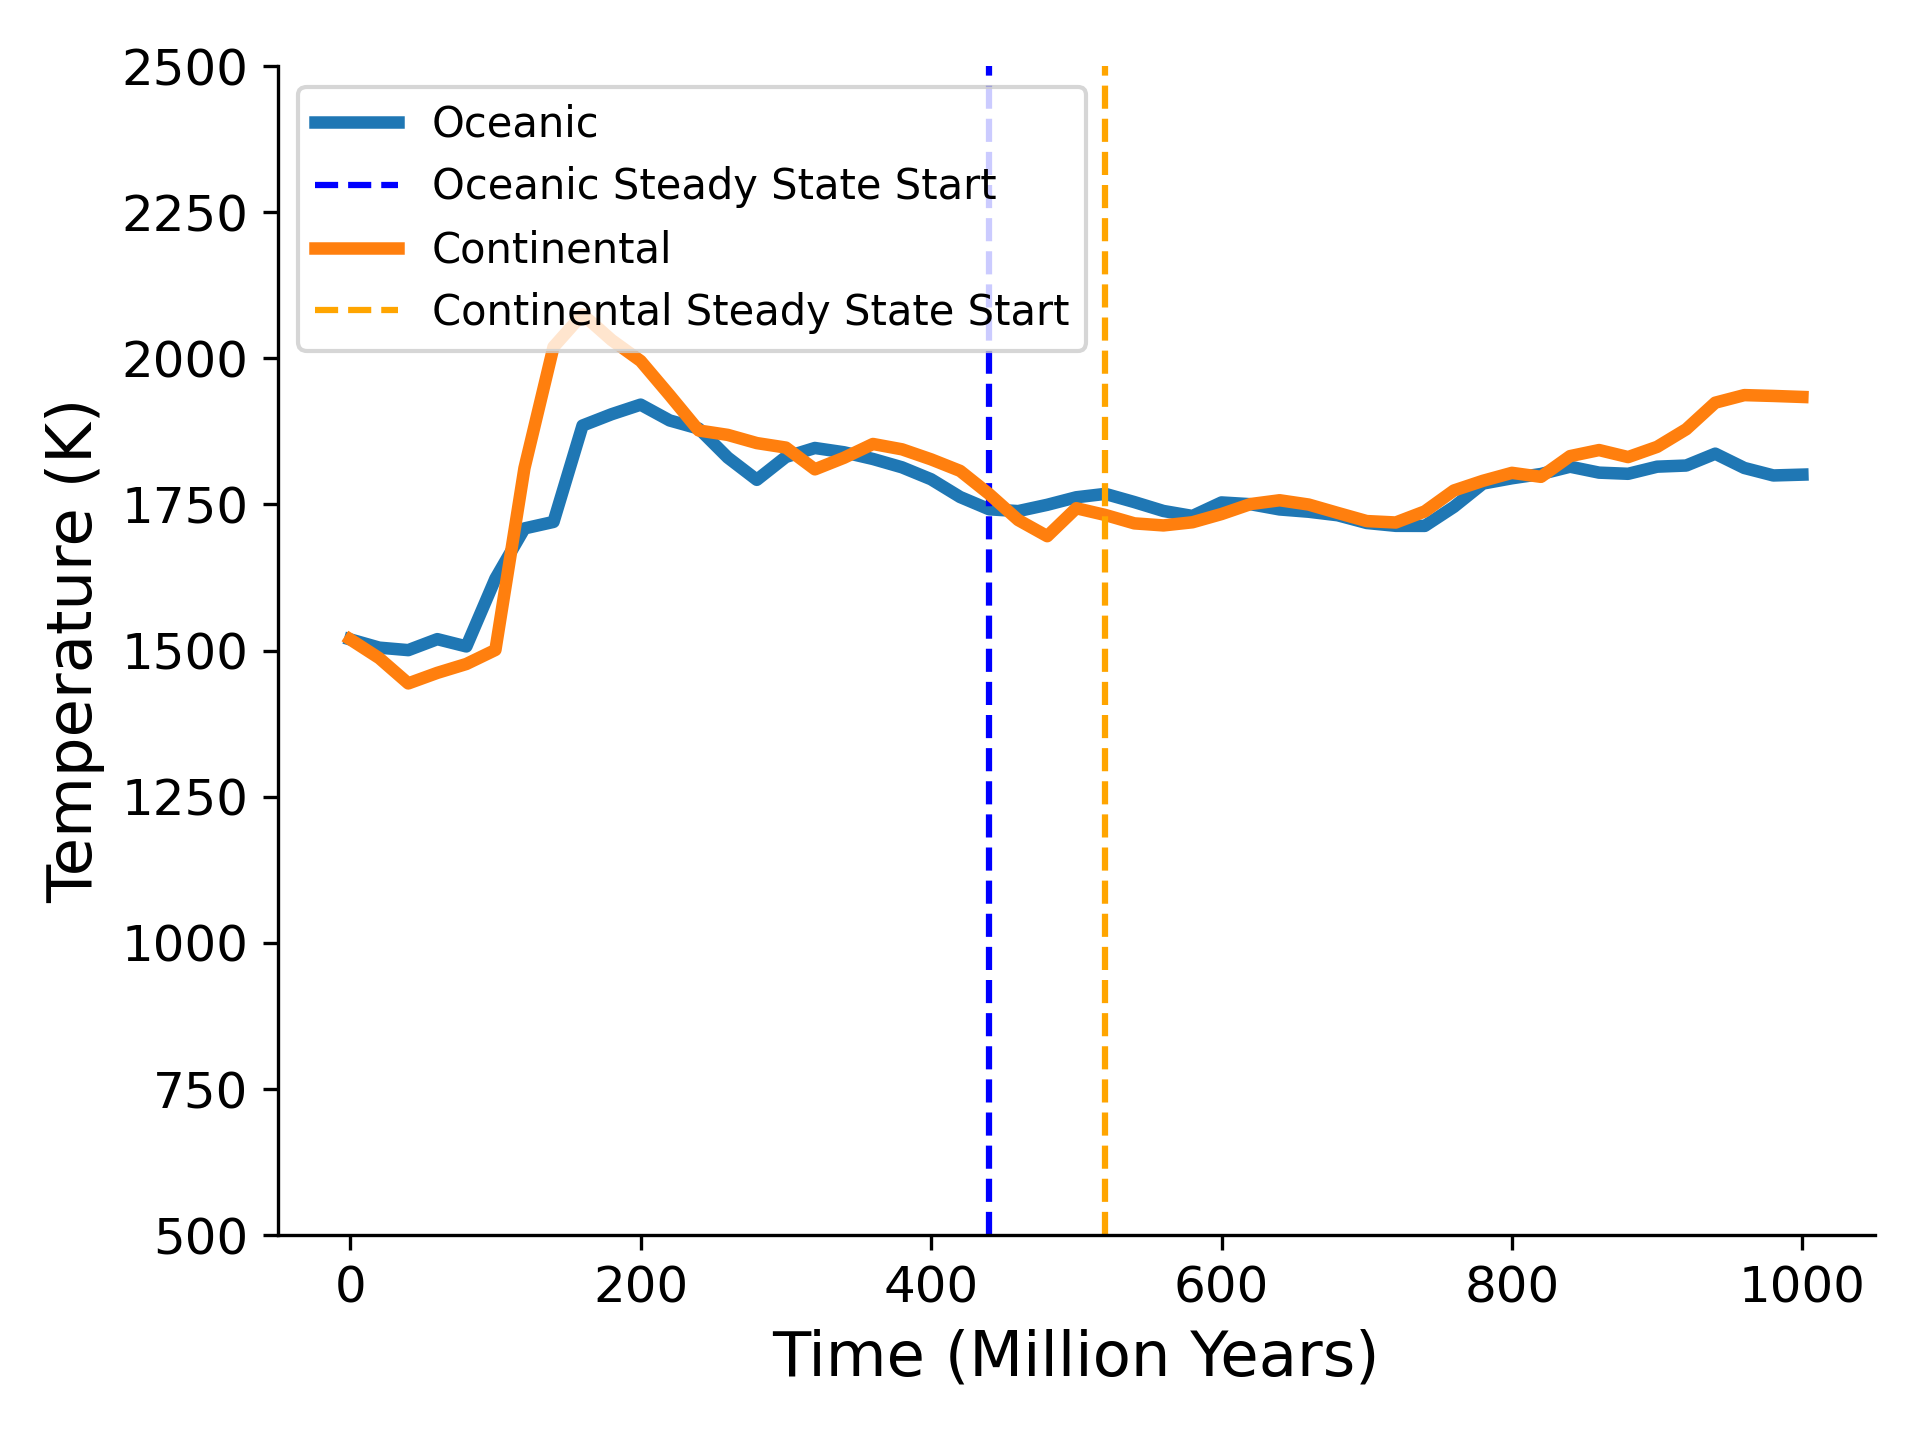 2500
2250
2000
1750
1500
1250
1000
750
500
Temperature (K)
Oceanic
Oceanic Steady State Start
Continental
Continental Steady State Start
0 200 400 600 800 1000
Time (Million Years)